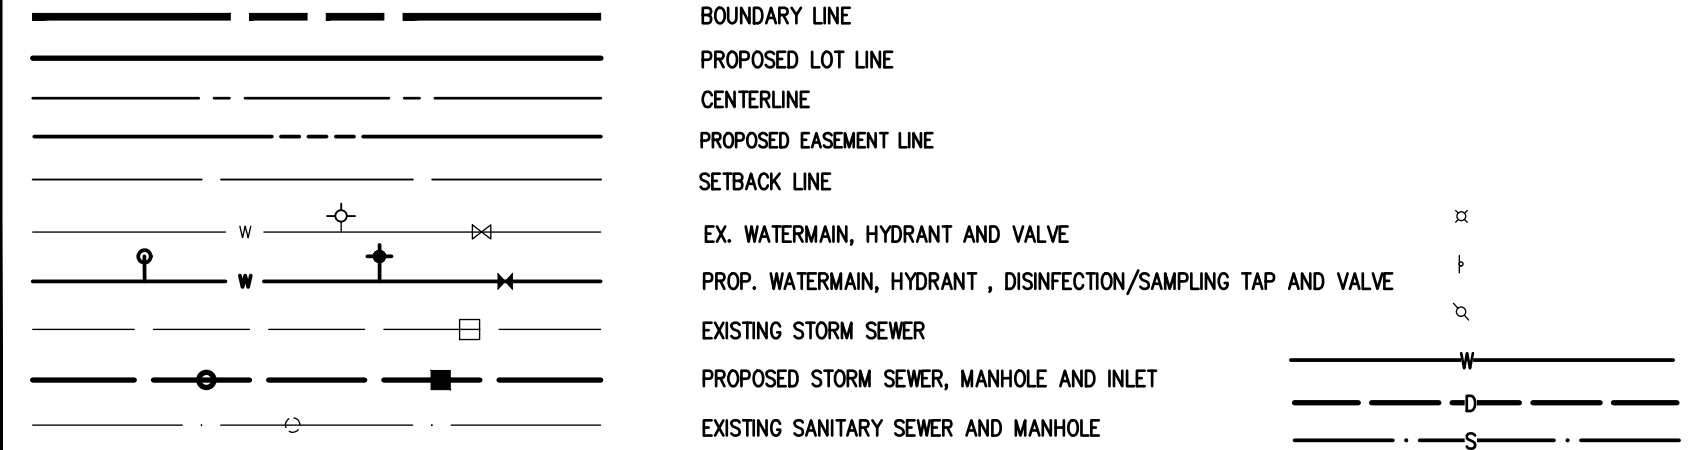 BOUNDARY LINE
PROPOSED LOT LINE
CENTERLINE
PROPOSED EASEMENT LINE
SETBACK LINE
W EX. WATERMAIN, HYDRANT AND VALVE
W PROP. WATERMAIN, HYDRANT , DISINFECTION/SAMPLING TAP AND VALVE
EXISTING STORM SEWER
PROPOSED STORM SEWER, MANHOLE AND INLET
EXISTING SANITARY SEWER AND MANHOLE
W
D
S